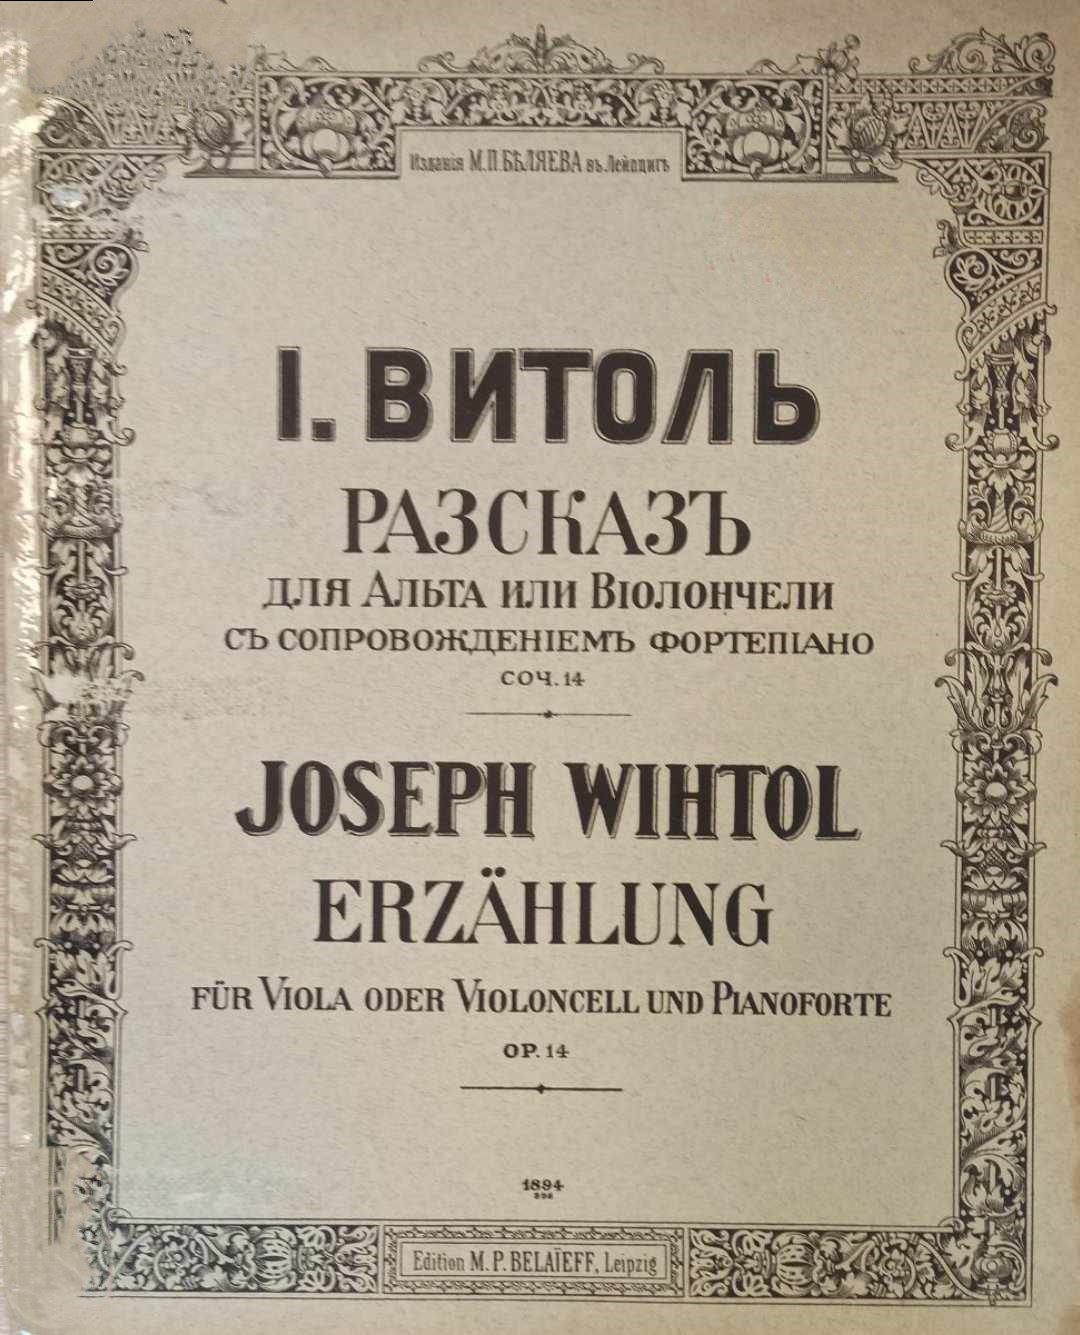 Изданія М.П.БѢЛЯЕВА въ Лейпцигѣ
І. ВИТОЛЬ
РАЗСКАЗЪ
ДЛЯ АЛЬТА ИЛИ ВІОЛОНЧЕЛИ
СЪ СОПРОВОЖДЕНІЕМЪ ФОРТЕПІАНО
СОЧ. 14
JOSEPH WIHTOL
ERZÄHLUNG
FÜR VIOLA ODER VIOLONCELL UND PIANOFORTE
OP. 14
1894
Edition M. P. BELAÏEFF, Leipzig